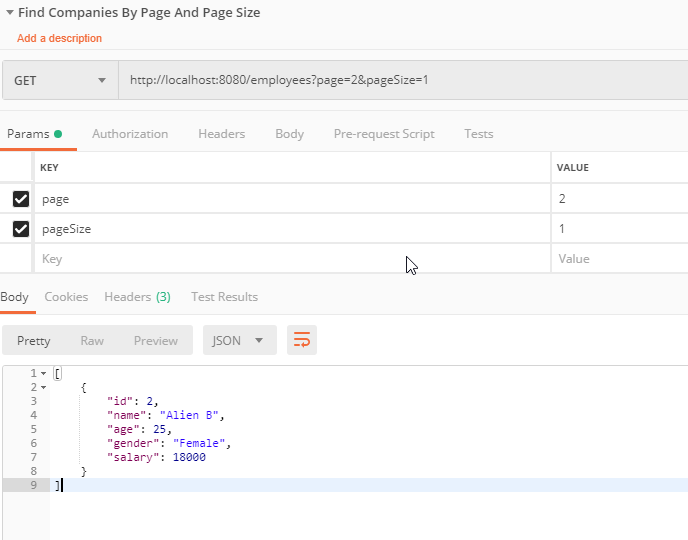 Find Companies By Page And Page Size
Add a description
GET http://localhost:8080/employees?page=2&pageSize=1
Params Authorization Headers Body Pre-request Script Tests
KEY VALUE
page 2
pageSize 1
Key Value
Body Cookies Headers (3) Test Results
Pretty Raw Preview JSON
1 [
2 {
3 "id": 2,
4 "name": "Alien B",
5 "age": 25,
6 "gender": "Female",
7 "salary": 18000
8 }
9 ]